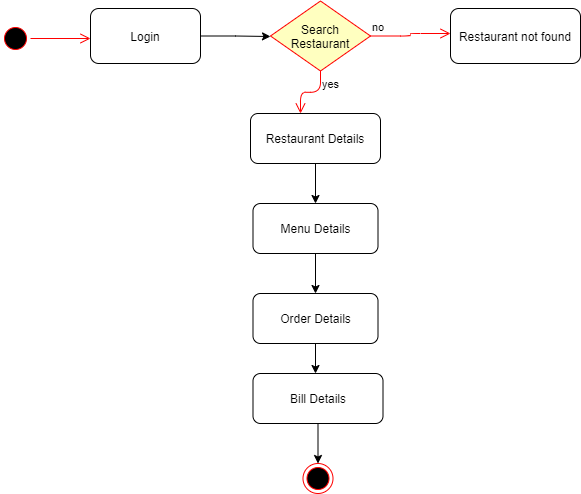 Login
Search
Restaurant
no
Restaurant not found
yes
Restaurant Details
Menu Details
Order Details
Bill Details